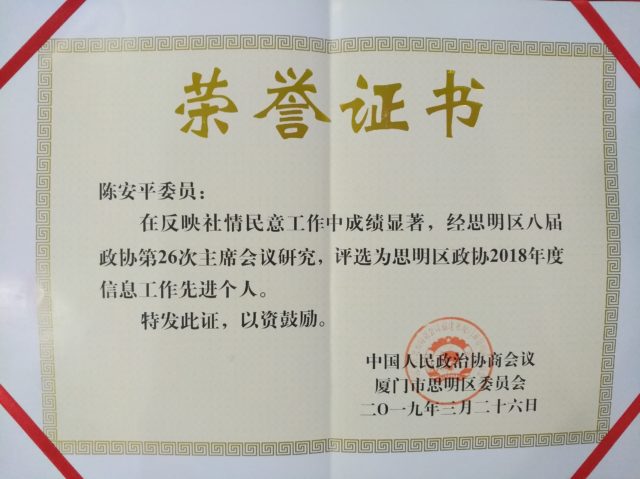 荣誉证书
陈安平委员：
在反映社情民意工作中成绩显著，经思明区八届
政协第26次主席会议研究，评选为思明区政协2018年度
信息工作先进个人。
特发此证，以资鼓励。
中国人民政治协商会议
厦门市思明区委员会
二〇一九年三月二十六日